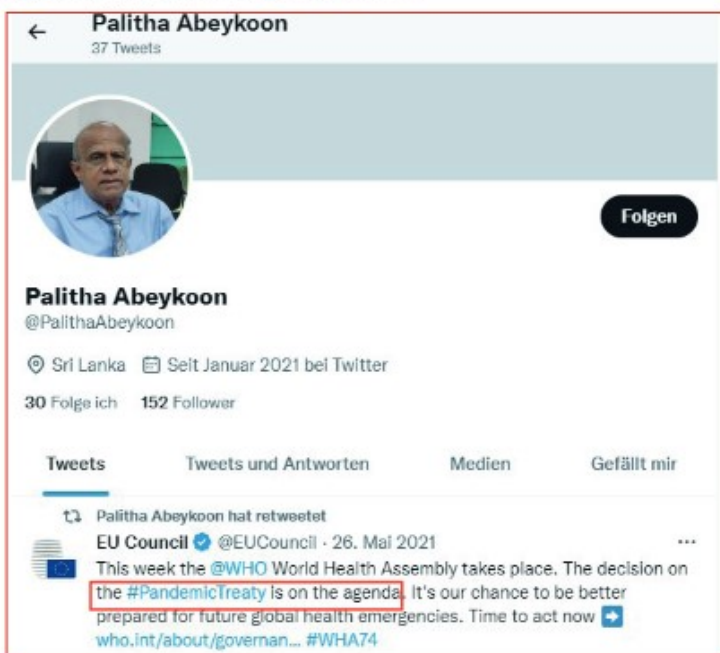 Palitha Abeykoon
37 Tweets
Folgen
Palitha Abeykoon
@PalithaAbeykoon
Sri Lanka Seit Januar 2021 bei Twitter
30 Folge ich 152 Follower
Tweets Tweets und Antworten Medien Gefällt mir
Palitha Abeykoon hat retweetet
EU Council @EUCouncil · 26. Mai 2021 ...
This week the @WHO World Health Assembly takes place. The decision on
the #PandemicTreaty is on the agenda. It's our chance to be better
prepared for future global health emergencies. Time to act now
who.int/about/governan... #WHA74